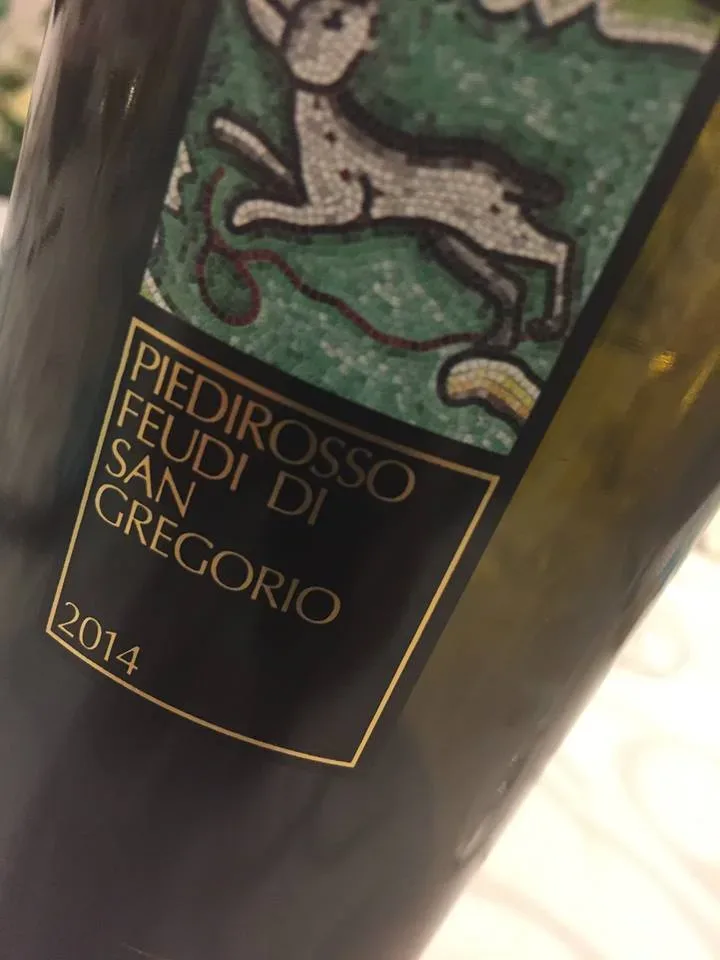 PIEDIROSSO
FEUDI DI
SAN
GREGORIO
2014